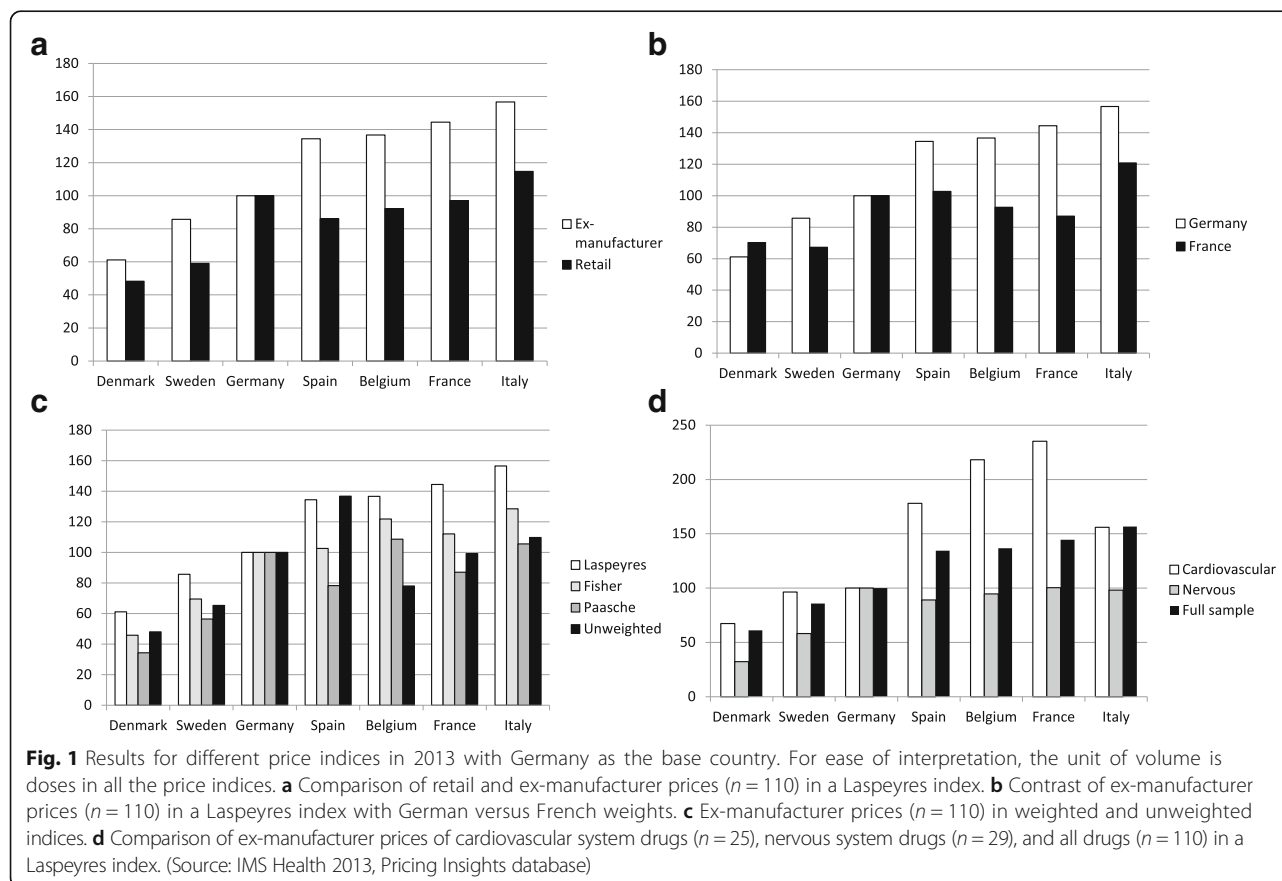 a
180
160
140
120
100
80
60
40
20
0
Denmark Sweden Germany Spain Belgium France Italy
Ex-
manufacturer
Retail
b
180
160
140
120
100
80
60
40
20
0
Denmark Sweden Germany Spain Belgium France Italy
Germany
France
c
180
160
140
120
100
80
60
40
20
0
Denmark Sweden Germany Spain Belgium France Italy
Laspeyres
Fisher
Paasche
Unweighted
d
250
200
150
100
50
0
Denmark Sweden Germany Spain Belgium France Italy
Cardiovascular
Nervous
Full sample
Fig. 1 Results for different price indices in 2013 with Germany as the base country. For ease of interpretation, the unit of volume is
doses in all the price indices. a Comparison of retail and ex-manufacturer prices (n = 110) in a Laspeyres index. b Contrast of ex-manufacturer
prices (n = 110) in a Laspeyres index with German versus French weights. c Ex-manufacturer prices (n = 110) in weighted and unweighted
indices. d Comparison of ex-manufacturer prices of cardiovascular system drugs (n = 25), nervous system drugs (n = 29), and all drugs (n = 110) in a
Laspeyres index. (Source: IMS Health 2013, Pricing Insights database)